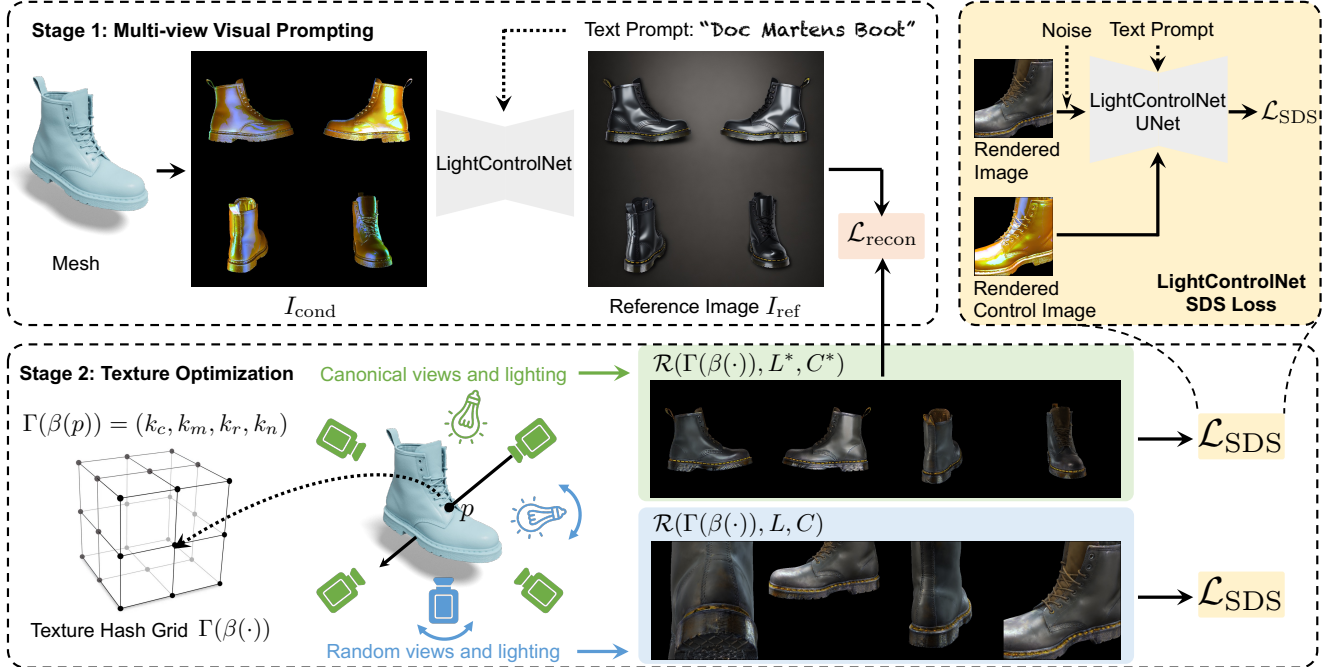 Stage 1: Multi-view Visual Prompting
Text Prompt: "Doc Martens Boot"
LightControlNet
Mesh
I_cond
Reference Image I_ref
ℒ_recon
Noise
Text Prompt
LightControlNet
UNet
ℒ_SDS
Rendered
Image
Rendered
Control Image
LightControlNet
SDS Loss
Stage 2: Texture Optimization
Canonical views and lighting
Γ(β(p)) = (k_c, k_m, k_r, k_n)
p
Texture Hash Grid Γ(β(·))
Random views and lighting
ℛ(Γ(β(·)), L*, C*)
ℒ_SDS
ℛ(Γ(β(·)), L, C)
ℒ_SDS